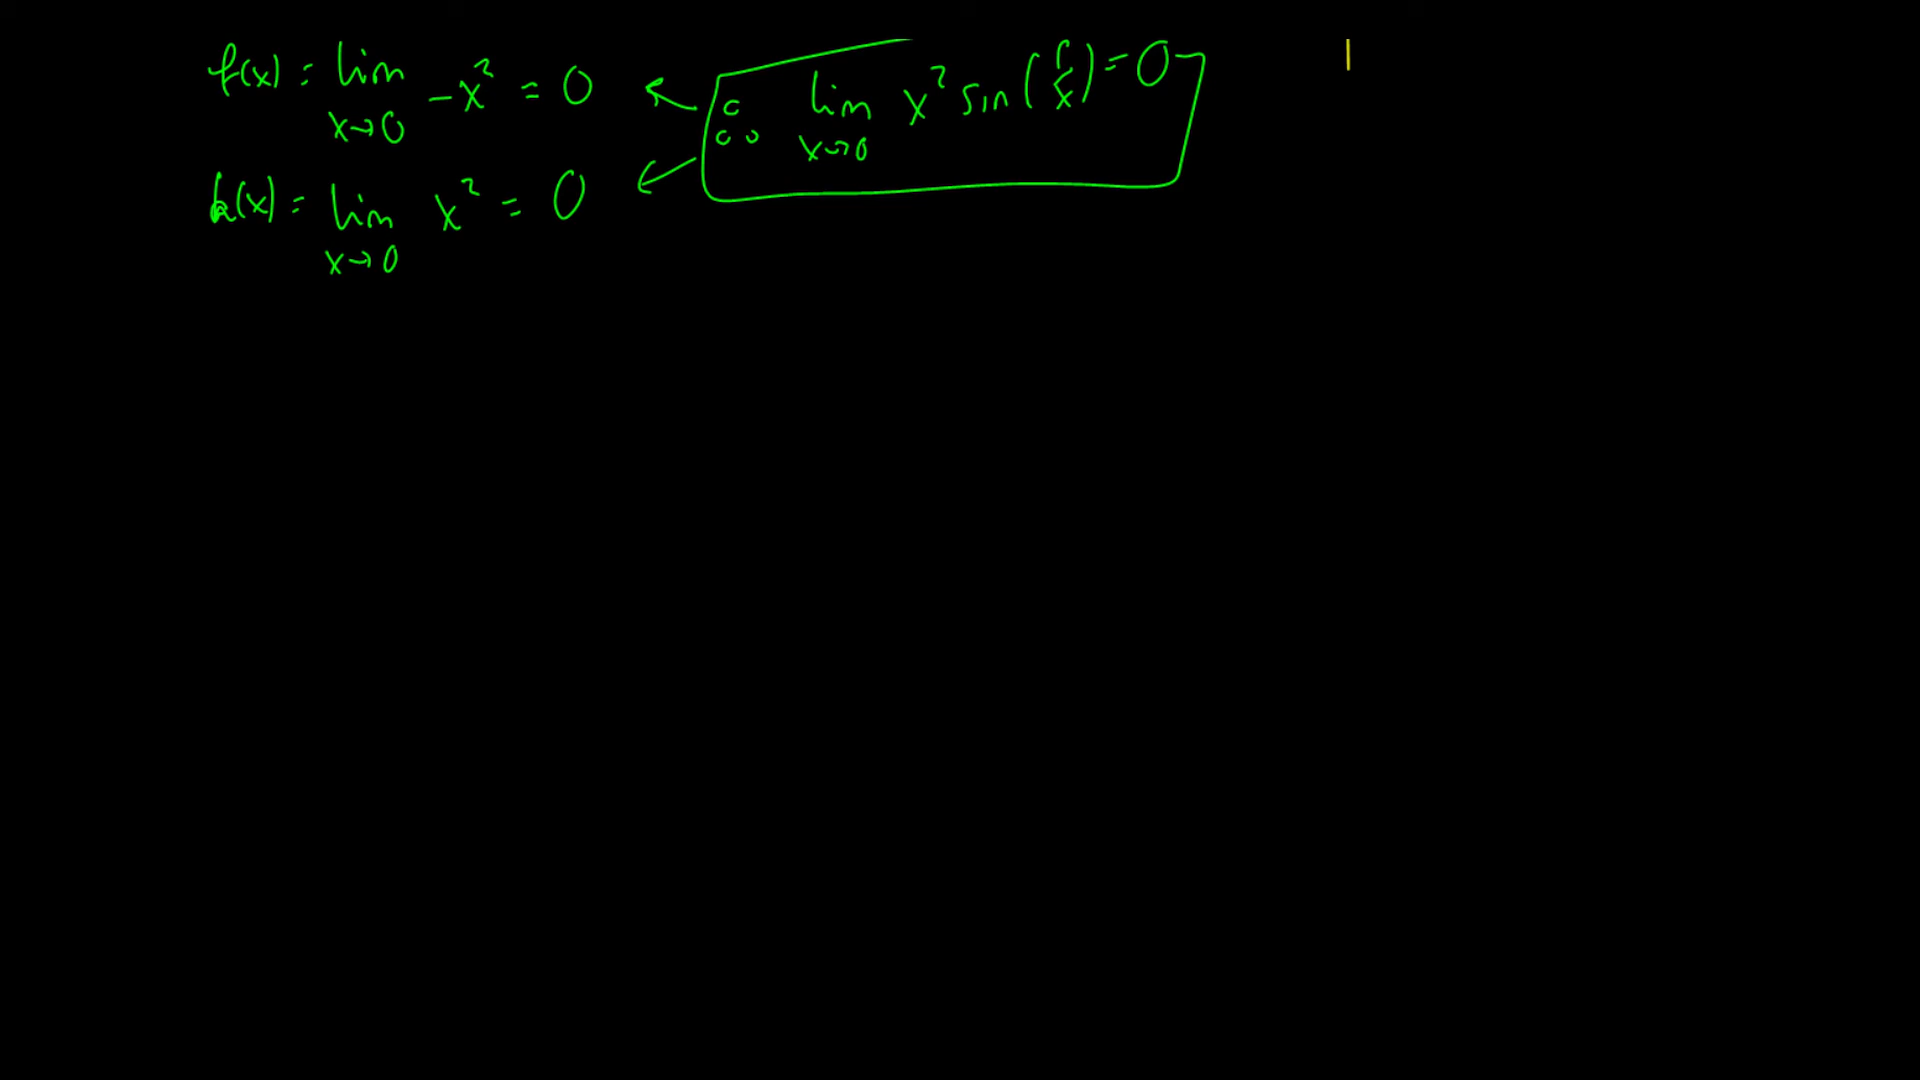 f(x) = lim x→0 -x² = 0
h(x) = lim x→0 x² = 0
∴ lim x→0 x² sin(1/x) = 0